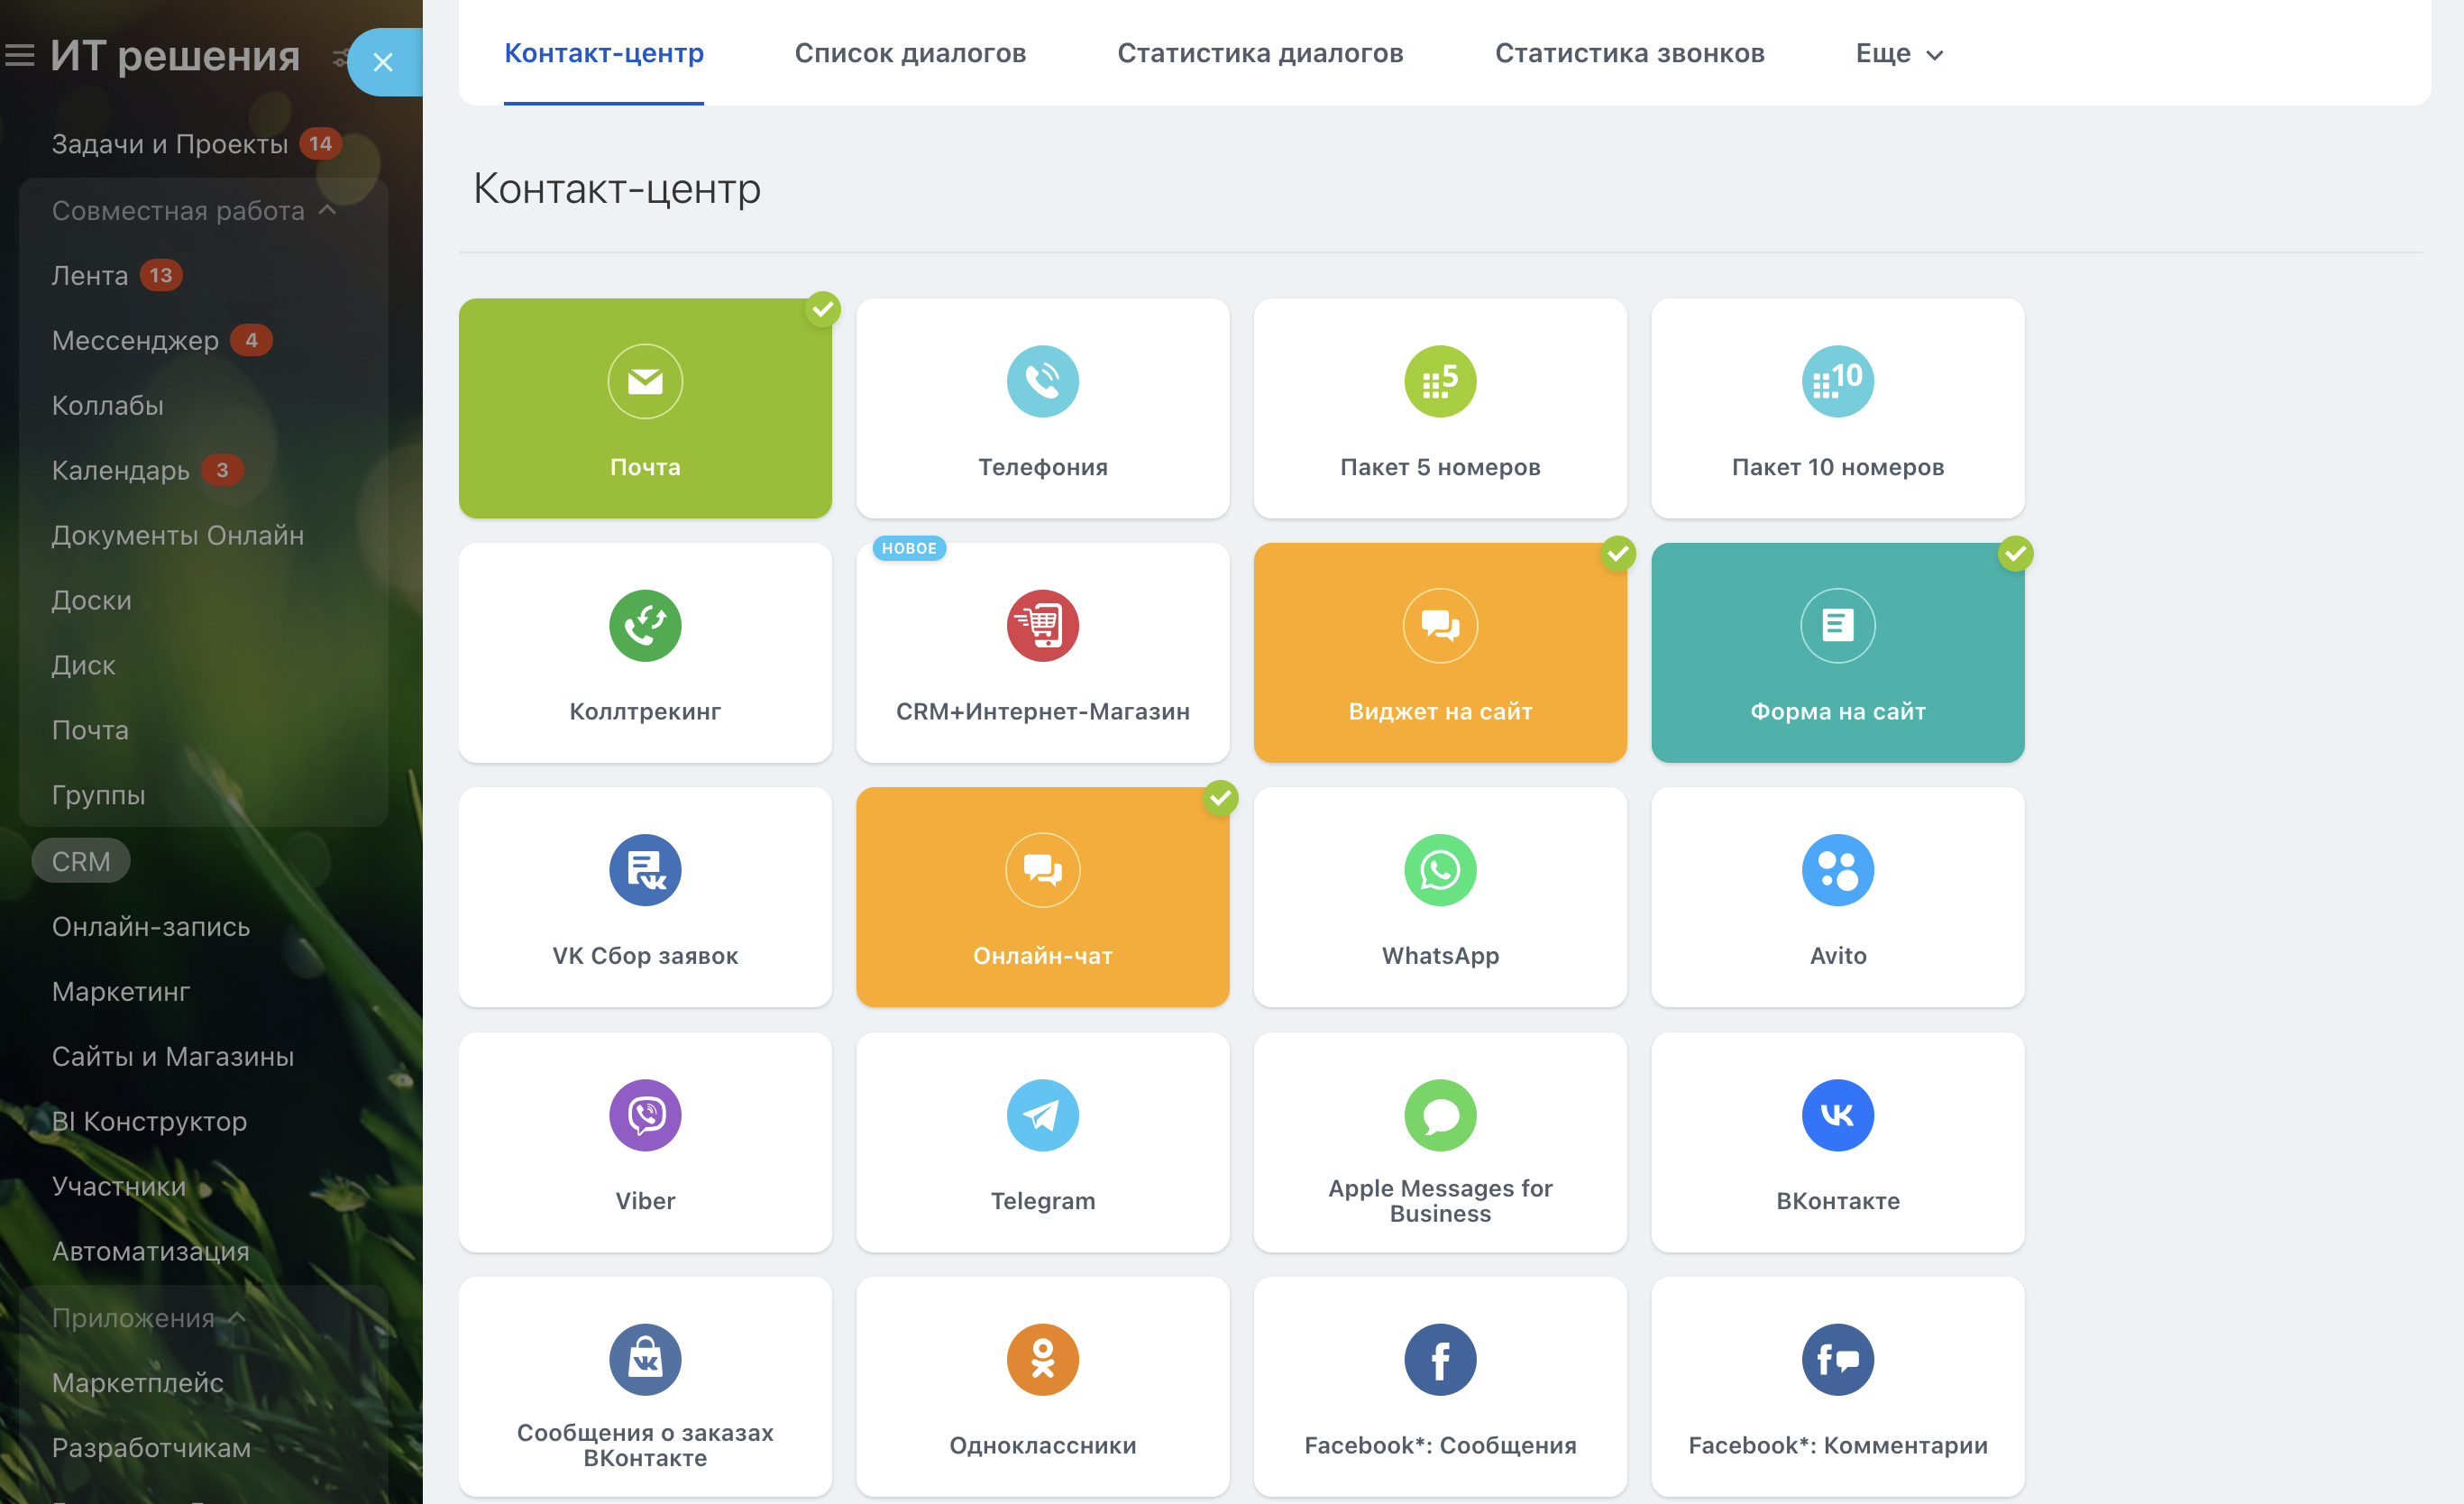 ИТ решения
Задачи и Проекты 14
Совместная работа
Лента 13
Мессенджер 4
Коллабы
Календарь 3
Документы Онлайн
Доски
Диск
Почта
Группы
CRM
Онлайн-запись
Маркетинг
Сайты и Магазины
BI Конструктор
Участники
Автоматизация
Приложения
Маркетплейс
Разработчикам
Контакт-центр Список диалогов Статистика диалогов Статистика звонков Еще
Контакт-центр
Почта
Телефония
5
Пакет 5 номеров
10
Пакет 10 номеров
Коллтрекинг
НОВОЕ
CRM+Интернет-Магазин
Виджет на сайт
Форма на сайт
VK Сбор заявок
Онлайн-чат
WhatsApp
Avito
Viber
Telegram
Apple Messages for
Business
ВКонтакте
Сообщения о заказах
ВКонтакте
Одноклассники
Facebook*: Сообщения
Facebook*: Комментарии